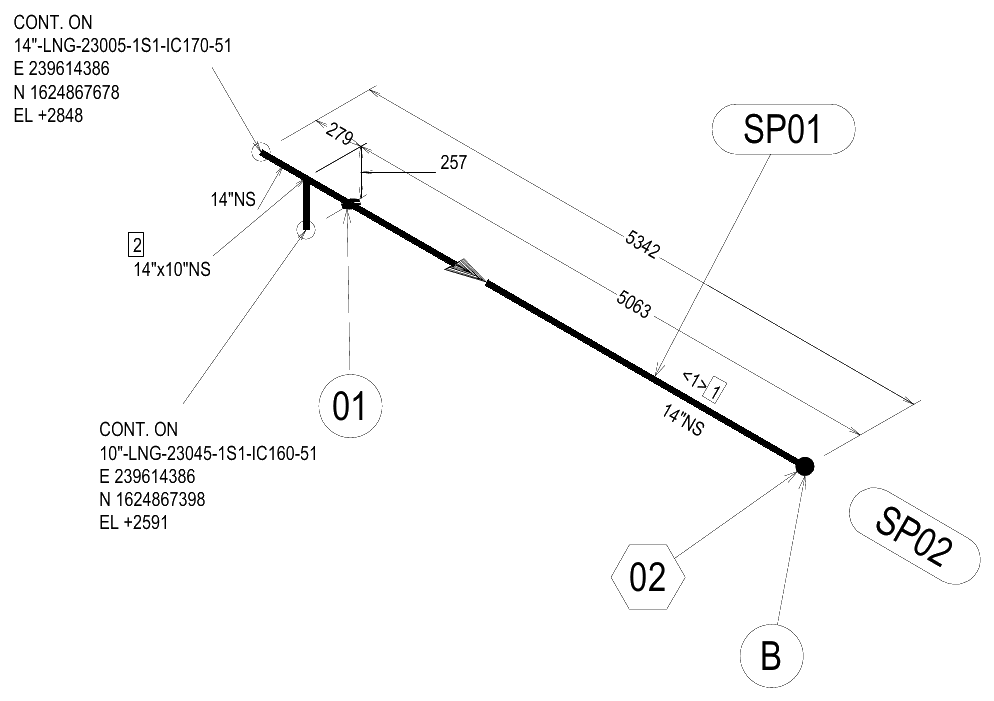 CONT. ON
14"-LNG-23005-1S1-IC170-51
E 239614386
N 1624867678
EL +2848
SP01
279
257
14"NS
5342
2
14"x10"NS
5063
<1>1
14"NS
01
CONT. ON
10"-LNG-23045-1S1-IC160-51
E 239614386
N 1624867398
EL +2591
SP02
02
B